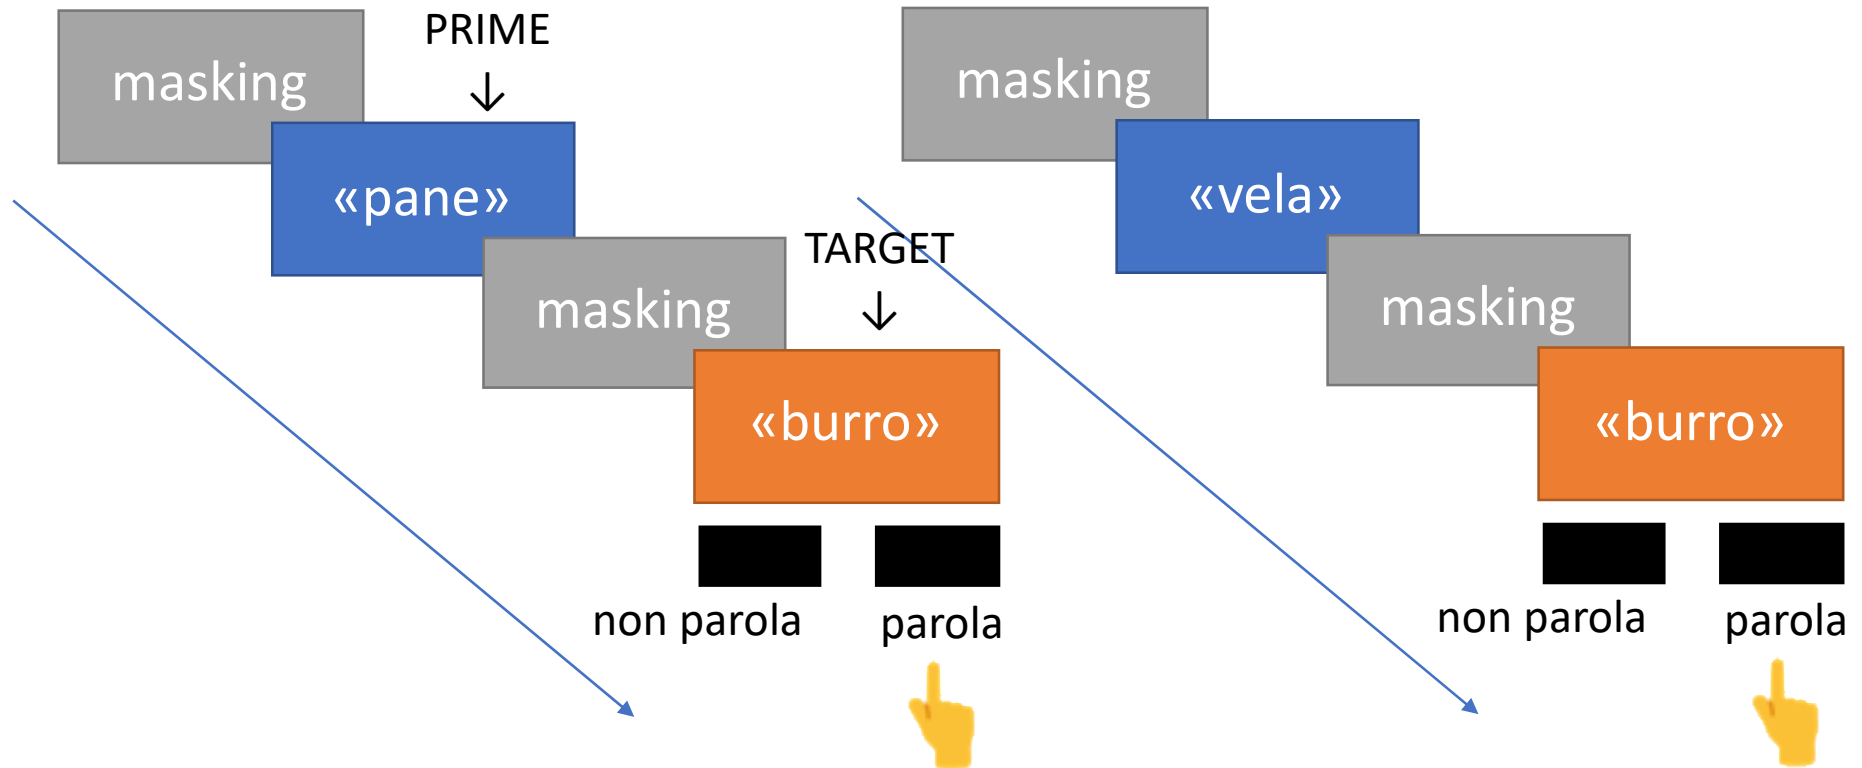 PRIME
masking
«pane»
masking
TARGET
«burro»
non parola
parola
masking
«vela»
masking
«burro»
non parola
parola